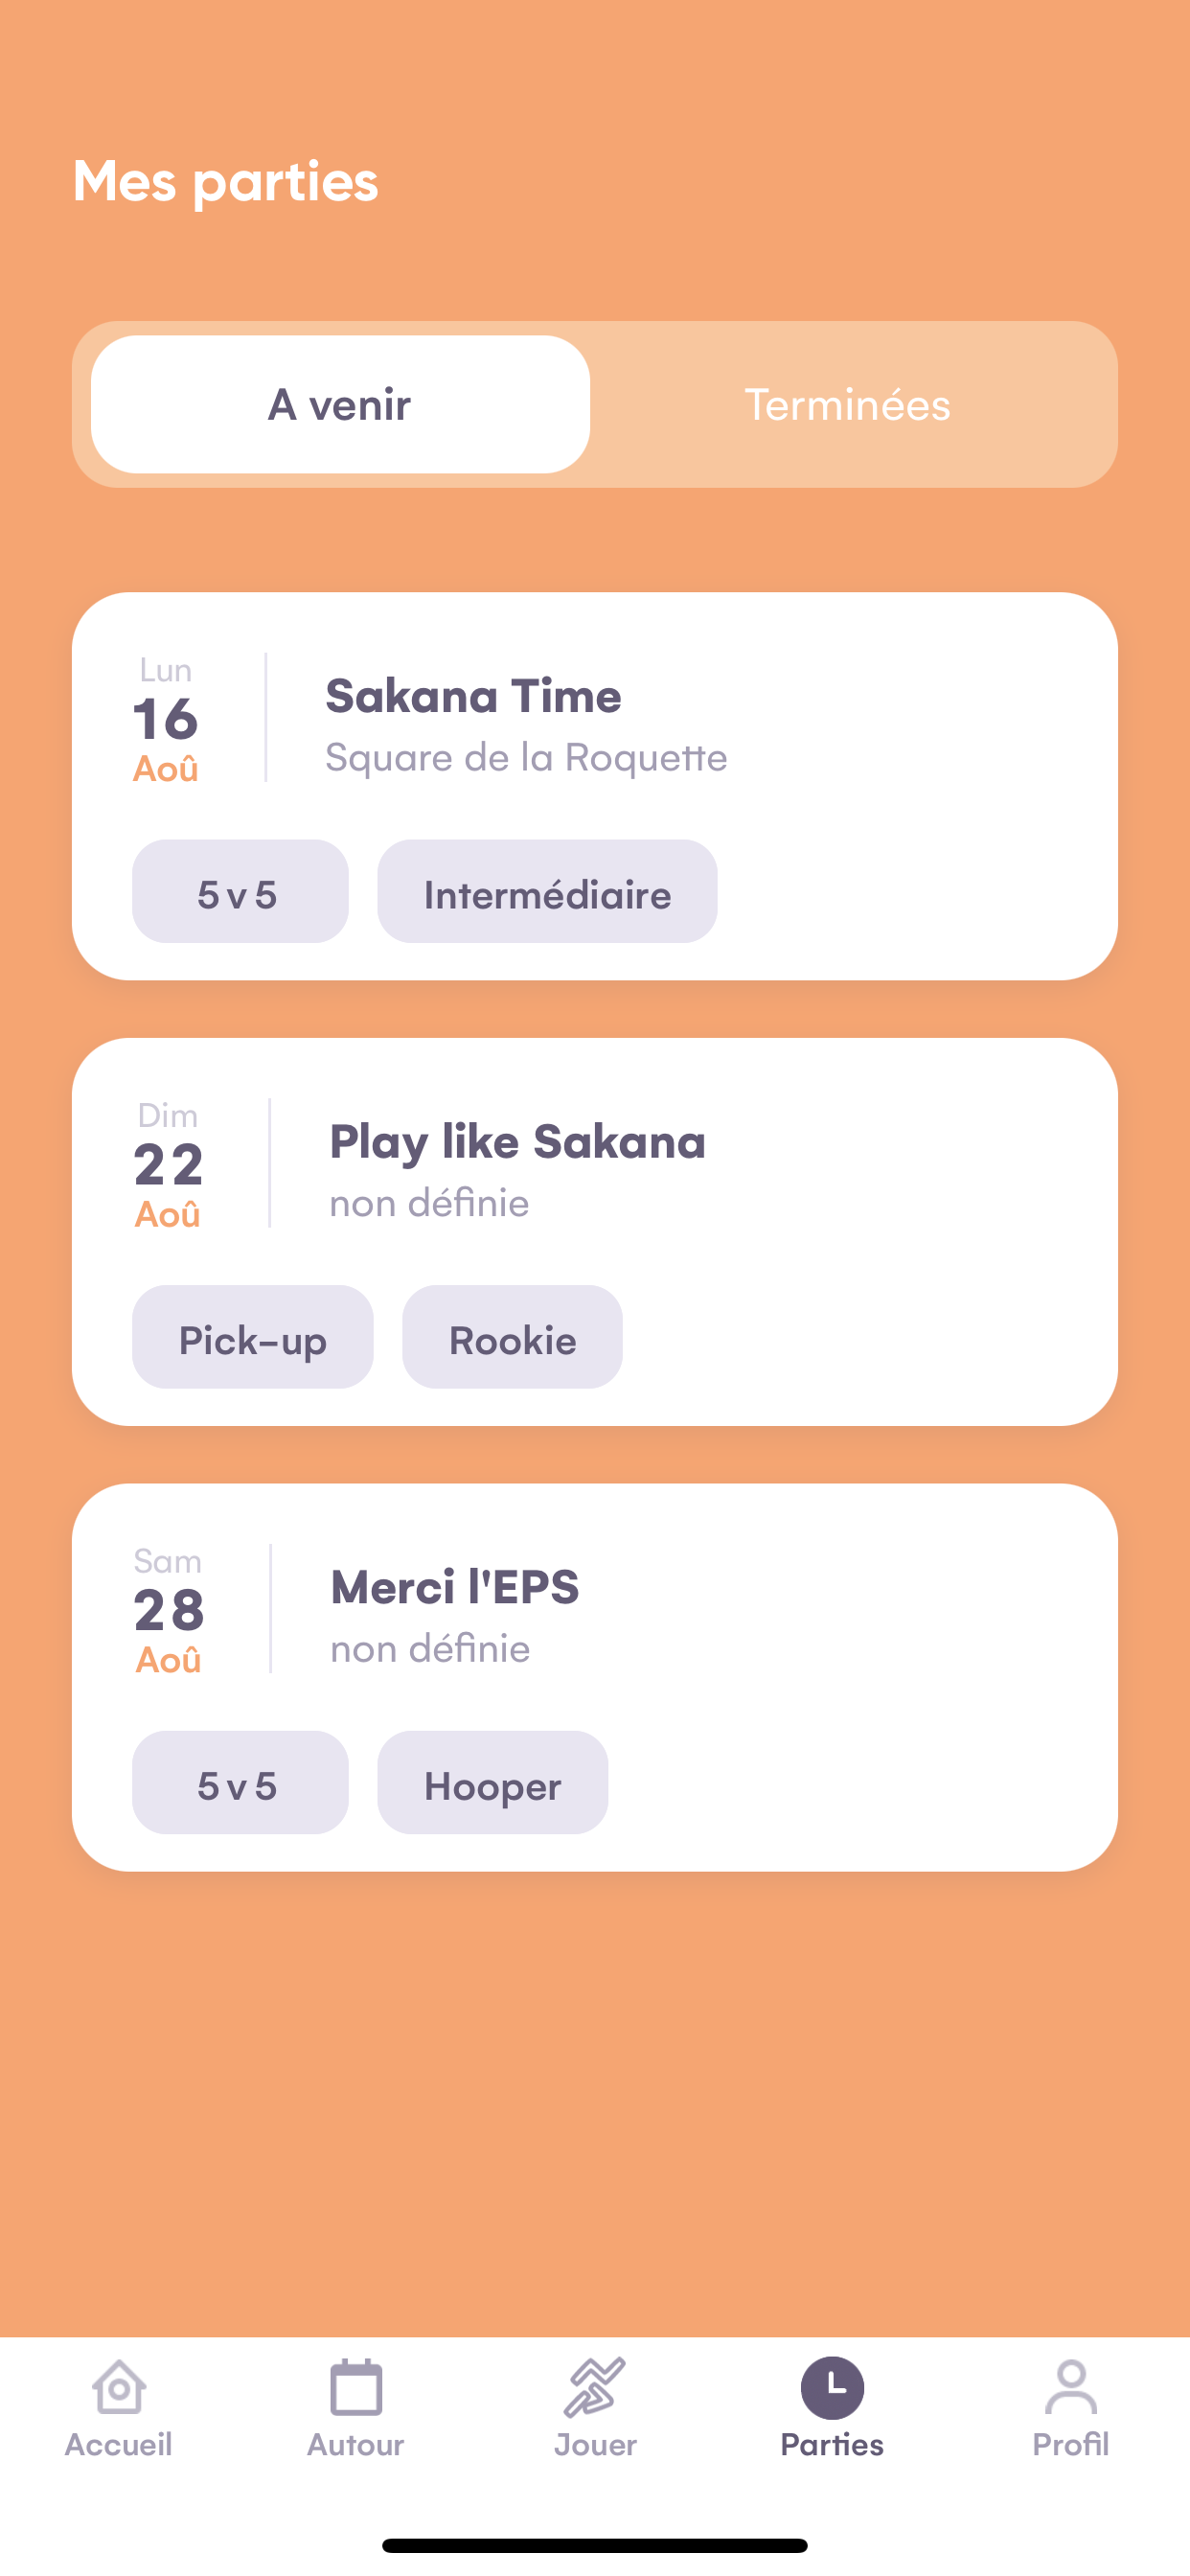 Mes parties
A venir
Terminées
Lun
16
Aoû
Sakana Time
Square de la Roquette
5 v 5
Intermédiaire
Dim
22
Aoû
Play like Sakana
non définie
Pick-up
Rookie
Sam
28
Aoû
Merci l'EPS
non définie
5 v 5
Hooper
Accueil
Autour
Jouer
Parties
Profil